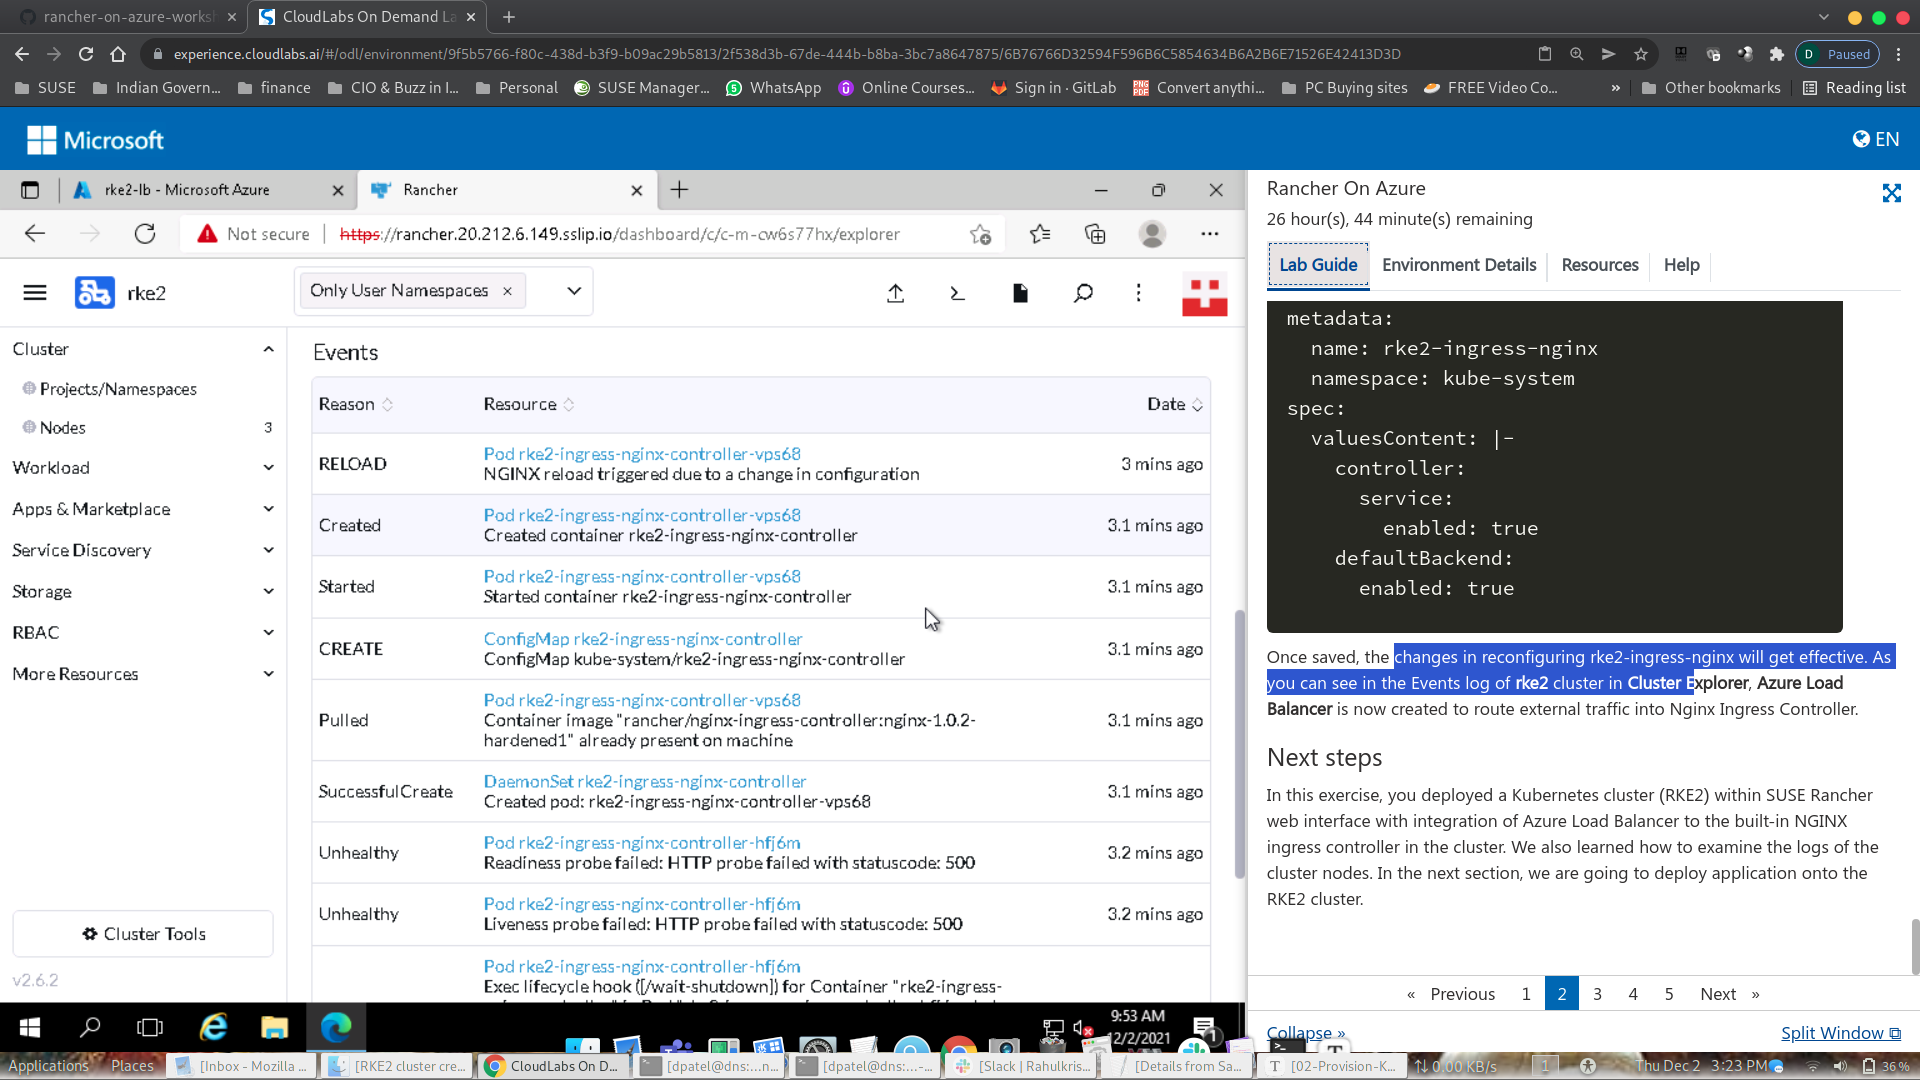 rancher-on-azure-worksh
CloudLabs On Demand La
experience.cloudlabs.ai/#/odl/environment/9f5b5766-f80c-438d-b3f9-b09ac29b5813/2f538d3b-67de-444b-b8ba-3bc7a8647875/6B76766D32594F596B6C5854634B6A2B6E71526E42413D3D
D Paused
SUSE Indian Govern... finance CIO & Buzz in I... Personal SUSE Manager... WhatsApp Online Courses... Sign in · GitLab Convert anythi... PC Buying sites FREE Video Co... » Other bookmarks Reading list
Microsoft
EN
rke2-lb - Microsoft Azure
Rancher
Not secure | https://rancher.20.212.6.149.sslip.io/dashboard/c/c-m-cw6s77hx/explorer
rke2
Only User Namespaces
Cluster
Projects/Namespaces
Nodes 3
Workload
Apps & Marketplace
Service Discovery
Storage
RBAC
More Resources
Cluster Tools
v2.6.2
Events
Reason Resource Date
RELOAD Pod rke2-ingress-nginx-controller-vps68 3 mins ago
NGINX reload triggered due to a change in configuration
Created Pod rke2-ingress-nginx-controller-vps68 3.1 mins ago
Created container rke2-ingress-nginx-controller
Started Pod rke2-ingress-nginx-controller-vps68 3.1 mins ago
Started container rke2-ingress-nginx-controller
CREATE ConfigMap rke2-ingress-nginx-controller 3.1 mins ago
ConfigMap kube-system/rke2-ingress-nginx-controller
Pulled Pod rke2-ingress-nginx-controller-vps68 3.1 mins ago
Container image "rancher/nginx-ingress-controller:nginx-1.0.2-
hardened1" already present on machine
SuccessfulCreate DaemonSet rke2-ingress-nginx-controller 3.1 mins ago
Created pod: rke2-ingress-nginx-controller-vps68
Unhealthy Pod rke2-ingress-nginx-controller-hfj6m 3.2 mins ago
Readiness probe failed: HTTP probe failed with statuscode: 500
Unhealthy Pod rke2-ingress-nginx-controller-hfj6m 3.2 mins ago
Liveness probe failed: HTTP probe failed with statuscode: 500
Pod rke2-ingress-nginx-controller-hfj6m
Exec lifecycle hook ([/wait-shutdown]) for Container "rke2-ingress-
9:53 AM
12/2/2021
1
Rancher On Azure
26 hour(s), 44 minute(s) remaining
Lab Guide Environment Details Resources Help
metadata:
name: rke2-ingress-nginx
namespace: kube-system
spec:
valuesContent: |-
controller:
service:
enabled: true
defaultBackend:
enabled: true
Once saved, the changes in reconfiguring rke2-ingress-nginx will get effective. As
you can see in the Events log of rke2 cluster in Cluster Explorer, Azure Load
Balancer is now created to route external traffic into Nginx Ingress Controller.
Next steps
In this exercise, you deployed a Kubernetes cluster (RKE2) within SUSE Rancher
web interface with integration of Azure Load Balancer to the built-in NGINX
ingress controller in the cluster. We also learned how to examine the logs of the
cluster nodes. In the next section, we are going to deploy application onto the
RKE2 cluster.
« Previous 1 2 3 4 5 Next »
Collapse » Split Window
Applications Places [Inbox - Mozilla ... [RKE2 cluster cre... CloudLabs On D... [dpatel@dns:...n... [dpatel@dns:...-... [Slack | Rahulkris... [Details from Sa... [02-Provision-K... 0.00 KB/s 1 Thu Dec 2 3:23 PM 36 %